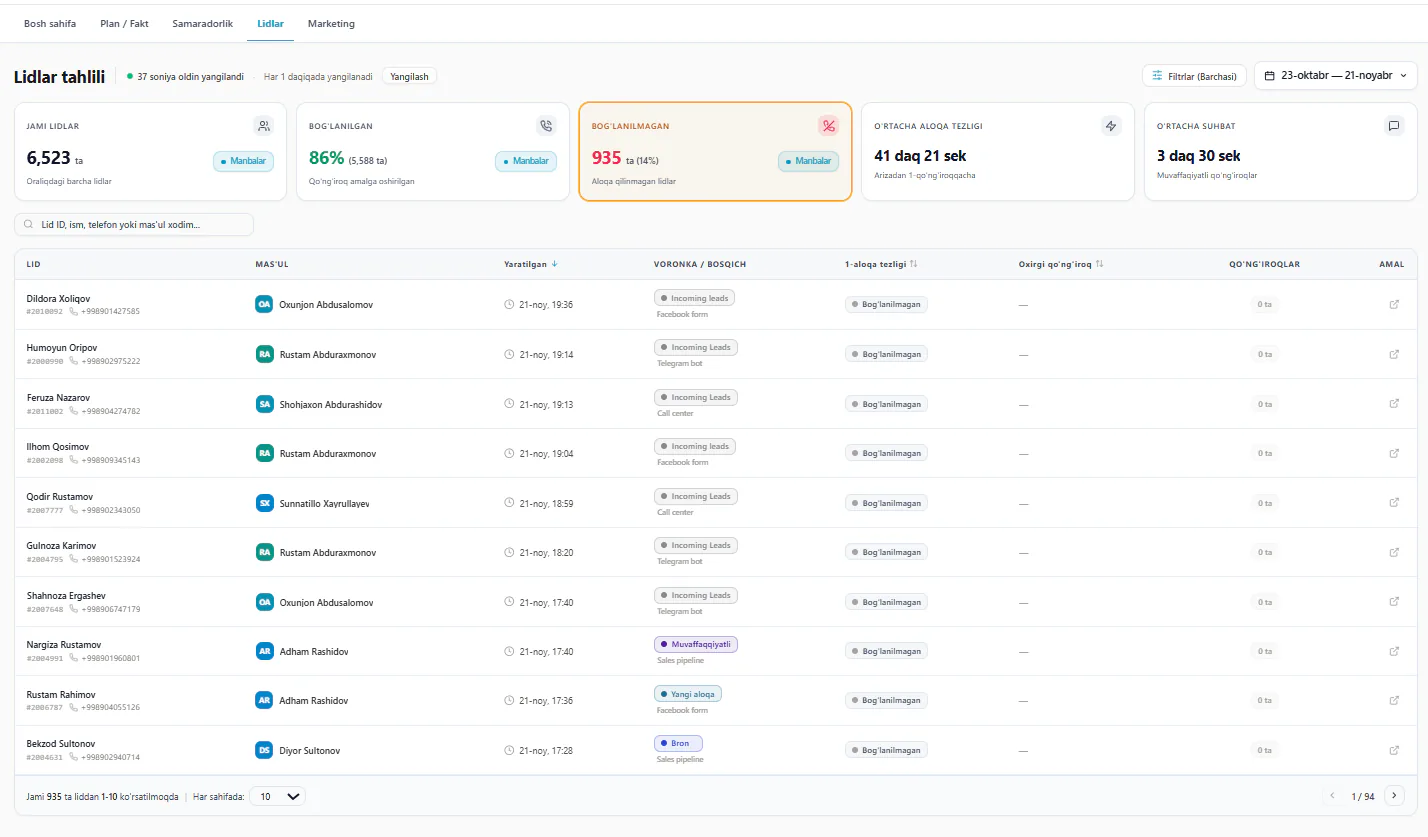 Bosh sahifa Plan / Fakt Samaradorlik Lidlar Marketing
Lidlar tahlili 37 soniya oldin yangilandi · Har 1 daqiqada yangilanadi Yangilash Filtrlar (Barchasi) 23-oktabr — 21-noyabr
JAMI LIDLAR
6,523 ta Manbalar
Oraliqdagi barcha lidlar
BOG'LANILGAN
86% (5,588 ta) Manbalar
Qo'ng'iroq amalga oshirilgan
BOG'LANILMAGAN
935 ta (14%) Manbalar
Aloqa qilinmagan lidlar
O'RTACHA ALOQA TEZLIGI
41 daq 21 sek
Arizadan 1-qo'ng'iroqqacha
O'RTACHA SUHBAT
3 daq 30 sek
Muvaffaqiyatli qo'ng'iroqlar
Lid ID, ism, telefon yoki mas'ul xodim...
LID MAS'UL Yaratilgan ↓ VORONKA / BOSQICH 1-aloqa tezligi ↑↓ Oxirgi qo'ng'iroq ↑↓ QO'NG'IROQLAR AMAL
Dildora Xoliqov
#2010092 +998901427585
OA Oxunjon Abdusalomov 21-noy, 19:36
Incoming leads
Facebook form
Bog'lanilmagan — 0 ta
Humoyun Oripov
#2000990 +998902975222
RA Rustam Abduraxmonov 21-noy, 19:14
Incoming Leads
Telegram bot
Bog'lanilmagan — 0 ta
Feruza Nazarov
#2011002 +998904274782
SA Shohjaxon Abdurashidov 21-noy, 19:13
Incoming Leads
Call center
Bog'lanilmagan — 0 ta
Ilhom Qosimov
#2002098 +998909345143
RA Rustam Abduraxmonov 21-noy, 19:04
Incoming leads
Facebook form
Bog'lanilmagan — 0 ta
Qodir Rustamov
#2007777 +998902343050
SX Sunnatillo Xayrullayev 21-noy, 18:59
Incoming Leads
Call center
Bog'lanilmagan — 0 ta
Gulnoza Karimov
#2004795 +998901523924
RA Rustam Abduraxmonov 21-noy, 18:20
Incoming Leads
Telegram bot
Bog'lanilmagan — 0 ta
Shahnoza Ergashev
#2007648 +998906747179
OA Oxunjon Abdusalomov 21-noy, 17:40
Incoming Leads
Telegram bot
Bog'lanilmagan — 0 ta
Nargiza Rustamov
#2004991 +998901960801
AR Adham Rashidov 21-noy, 17:40
Muvaffaqqiyatli
Sales pipeline
Bog'lanilmagan — 0 ta
Rustam Rahimov
#2006787 +998904055126
AR Adham Rashidov 21-noy, 17:36
Yangi aloqa
Facebook form
Bog'lanilmagan — 0 ta
Bekzod Sultonov
#2004631 +998902940714
DS Diyor Sultonov 21-noy, 17:28
Bron
Sales pipeline
Bog'lanilmagan — 0 ta
Jami 935 ta liddan 1-10 ko'rsatilmoqda | Har sahifada: 10 1 / 94